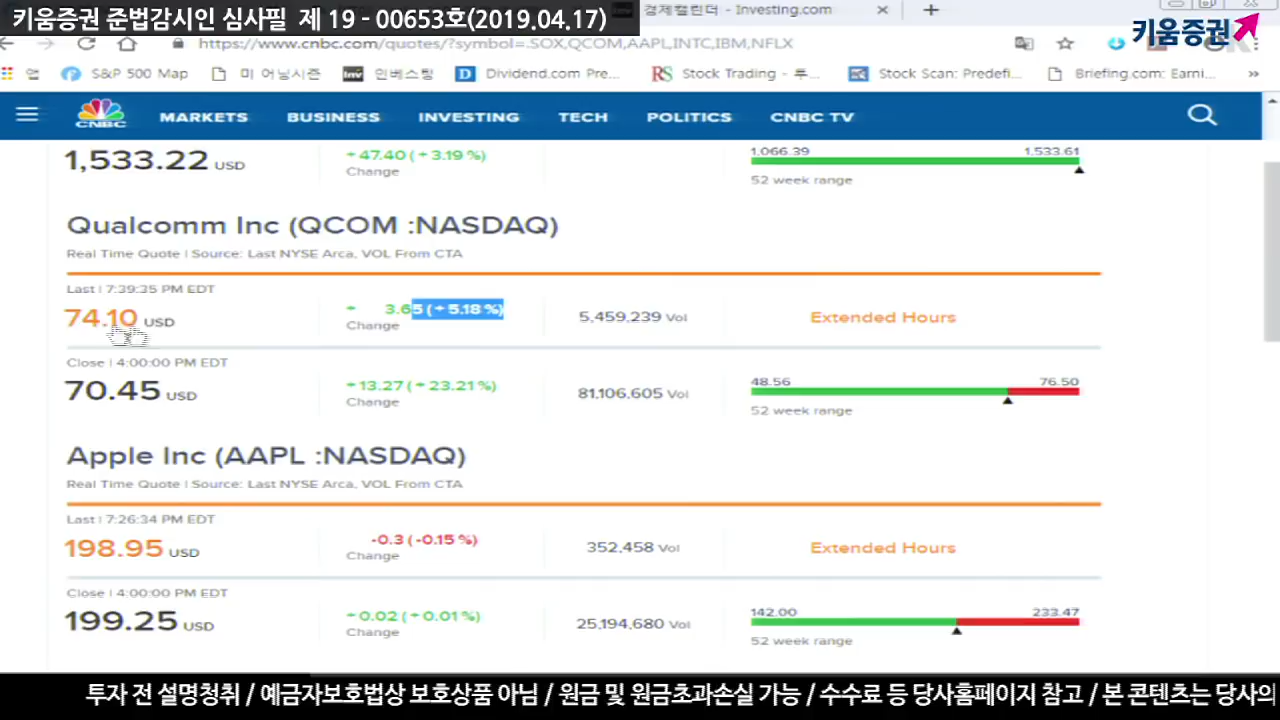 키움증권 준법감시인 심사필 제 19 - 00653호(2019.04.17)
경제캘린더 - Investing.com
키움증권
https://www.cnbc.com/quotes/?symbol=.SOX,QCOM,AAPL,INTC,IBM,NFLX
앱 S&P 500 Map 미 어닝시즌 Inv 인베스팅 D Dividend.com Pre... RS Stock Trading - 투... Stock Scan: Predefi... Briefing.com: Earni... »
CNBC MARKETS BUSINESS INVESTING TECH POLITICS CNBC TV
1,533.22 USD +47.40 (+3.19 %) 1,066.39 1,533.61
Change 52 week range
Qualcomm Inc (QCOM :NASDAQ)
Real Time Quote | Source: Last NYSE Arca, VOL From CTA
Last | 7:39:35 PM EDT
74.10 USD + 3.65 (+5.18 %) 5,459,239 Vol Extended Hours
Change
Close | 4:00:00 PM EDT
70.45 USD +13.27 (+23.21 %) 81,106,605 Vol 48.56 76.50
Change 52 week range
Apple Inc (AAPL :NASDAQ)
Real Time Quote | Source: Last NYSE Arca, VOL From CTA
Last | 7:26:34 PM EDT
198.95 USD -0.3 (-0.15 %) 352,458 Vol Extended Hours
Change
Close | 4:00:00 PM EDT
199.25 USD +0.02 (+0.01 %) 25,194,680 Vol 142.00 233.47
Change 52 week range
투자 전 설명청취 / 예금자보호법상 보호상품 아님 / 원금 및 원금초과손실 가능 / 수수료 등 당사홈페이지 참고 / 본 콘텐츠는 당사의